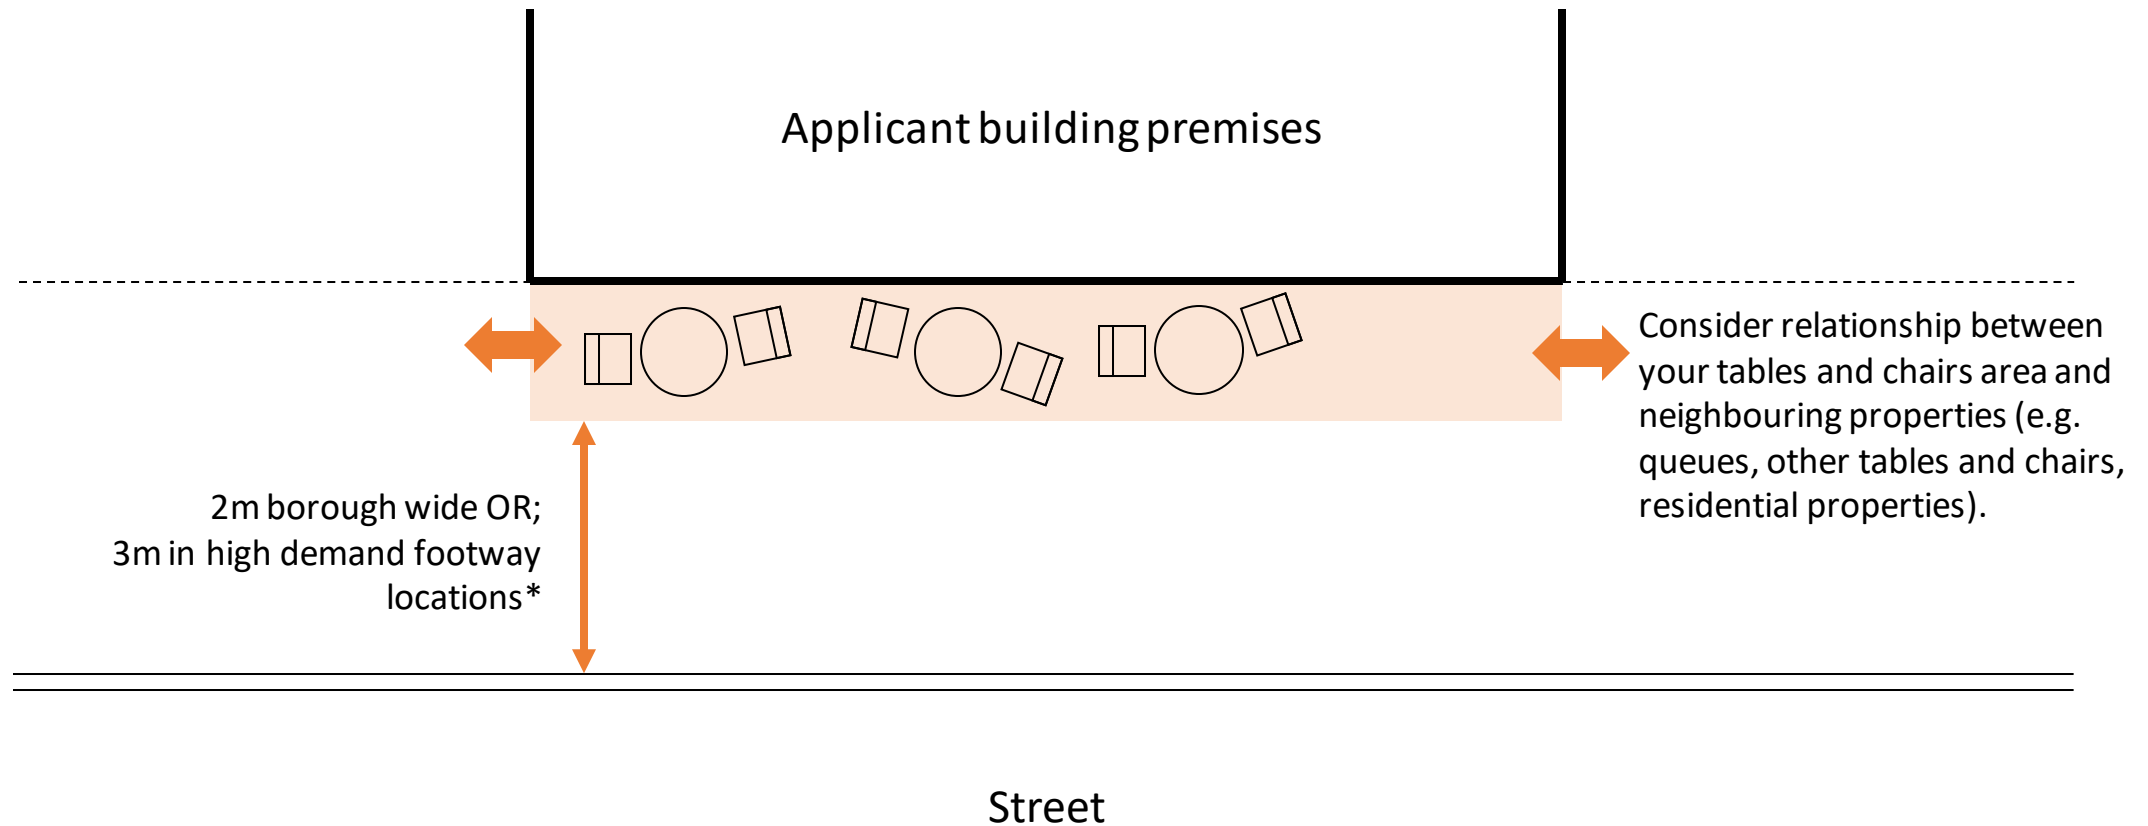 Applicant building premises
Consider relationship between
your tables and chairs area and
neighbouring properties (e.g.
queues, other tables and chairs,
residential properties).
2m borough wide OR;
3m in high demand footway
locations*
Street